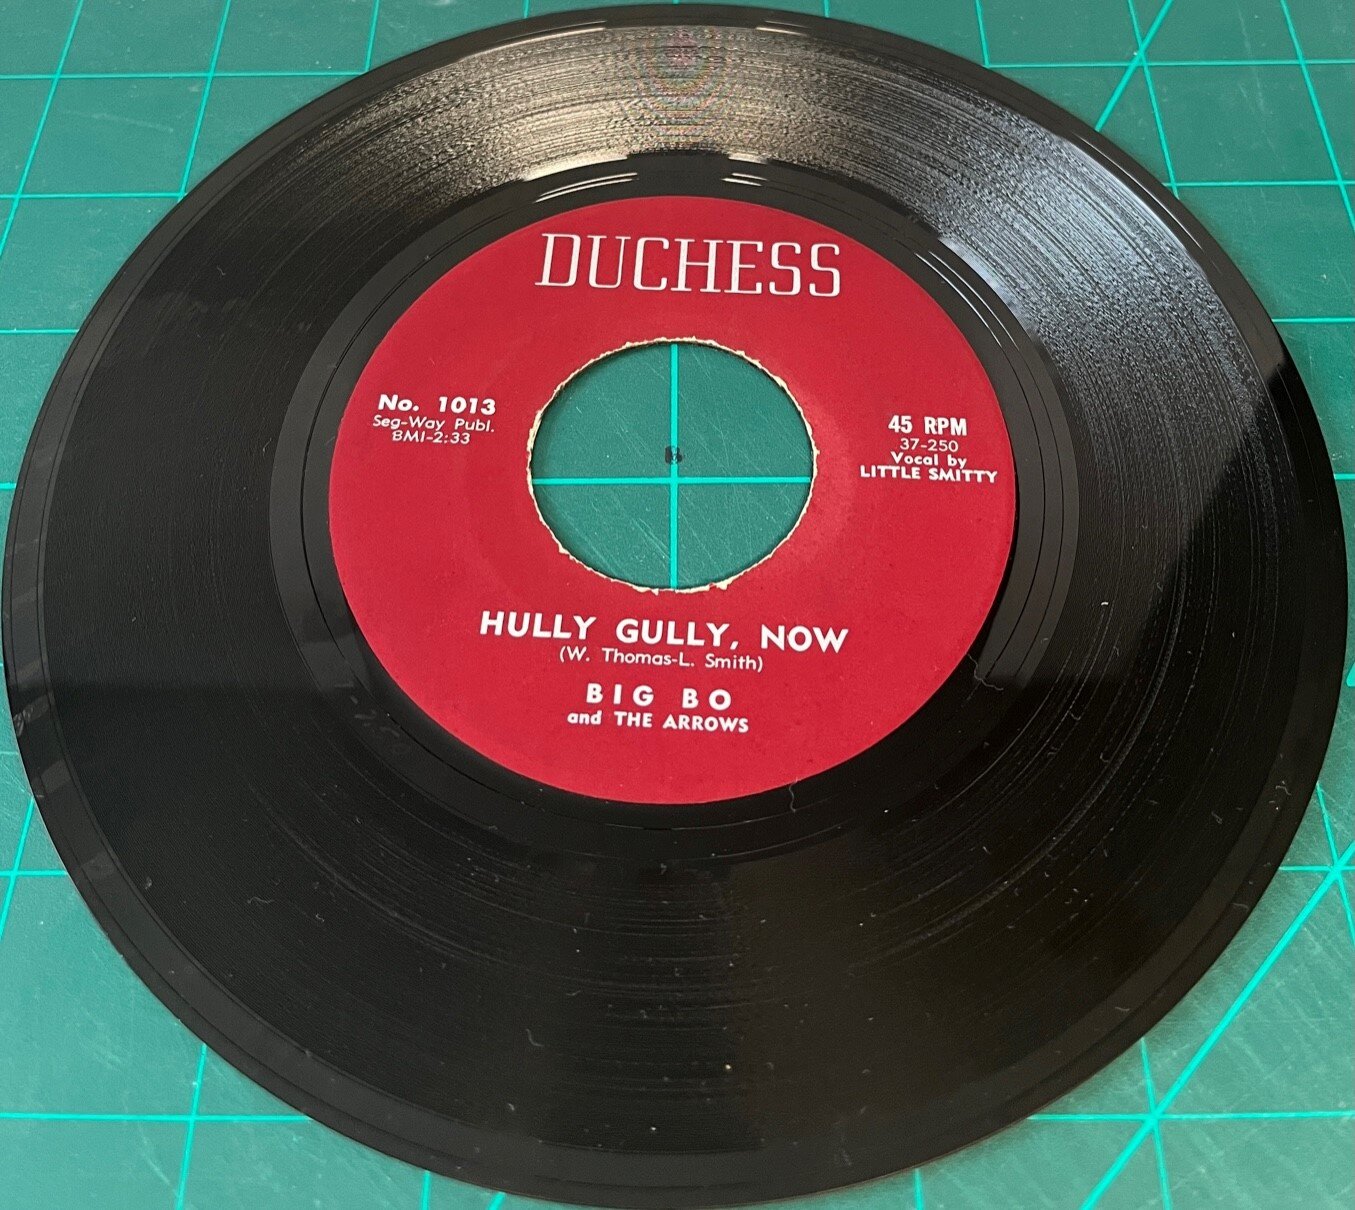 DUCHESS
No. 1013
Seg-Way Publ.
BMI-2:33
45 RPM
37-250
Vocal by
LITTLE SMITTY
HULLY GULLY, NOW
(W. Thomas-L. Smith)
BIG BO
and THE ARROWS